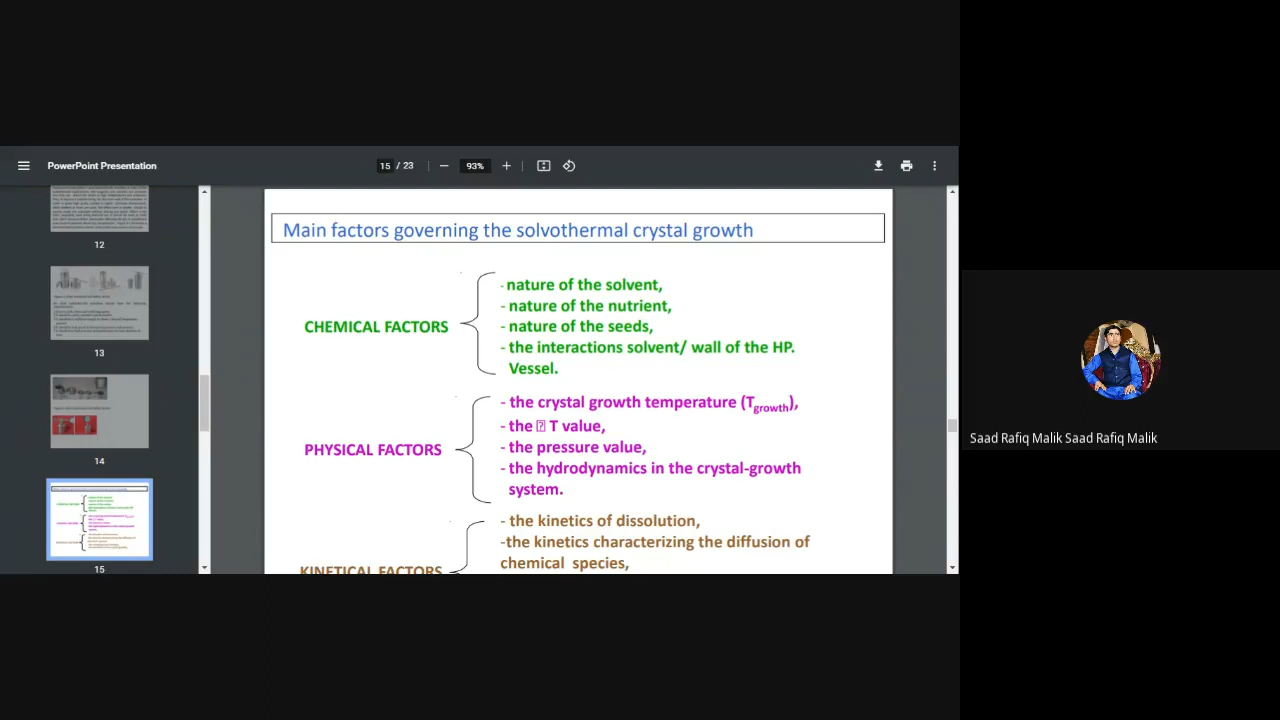 PowerPoint Presentation
15 / 23
93%
12
13
14
15
Main factors governing the solvothermal crystal growth
CHEMICAL FACTORS
- nature of the solvent,
- nature of the nutrient,
- nature of the seeds,
- the interactions solvent/ wall of the HP.
Vessel.
PHYSICAL FACTORS
- the crystal growth temperature (Tgrowth),
- the T value,
- the pressure value,
- the hydrodynamics in the crystal-growth
system.
KINETICAL FACTORS
- the kinetics of dissolution,
-the kinetics characterizing the diffusion of
chemical species,
Saad Rafiq Malik Saad Rafiq Malik